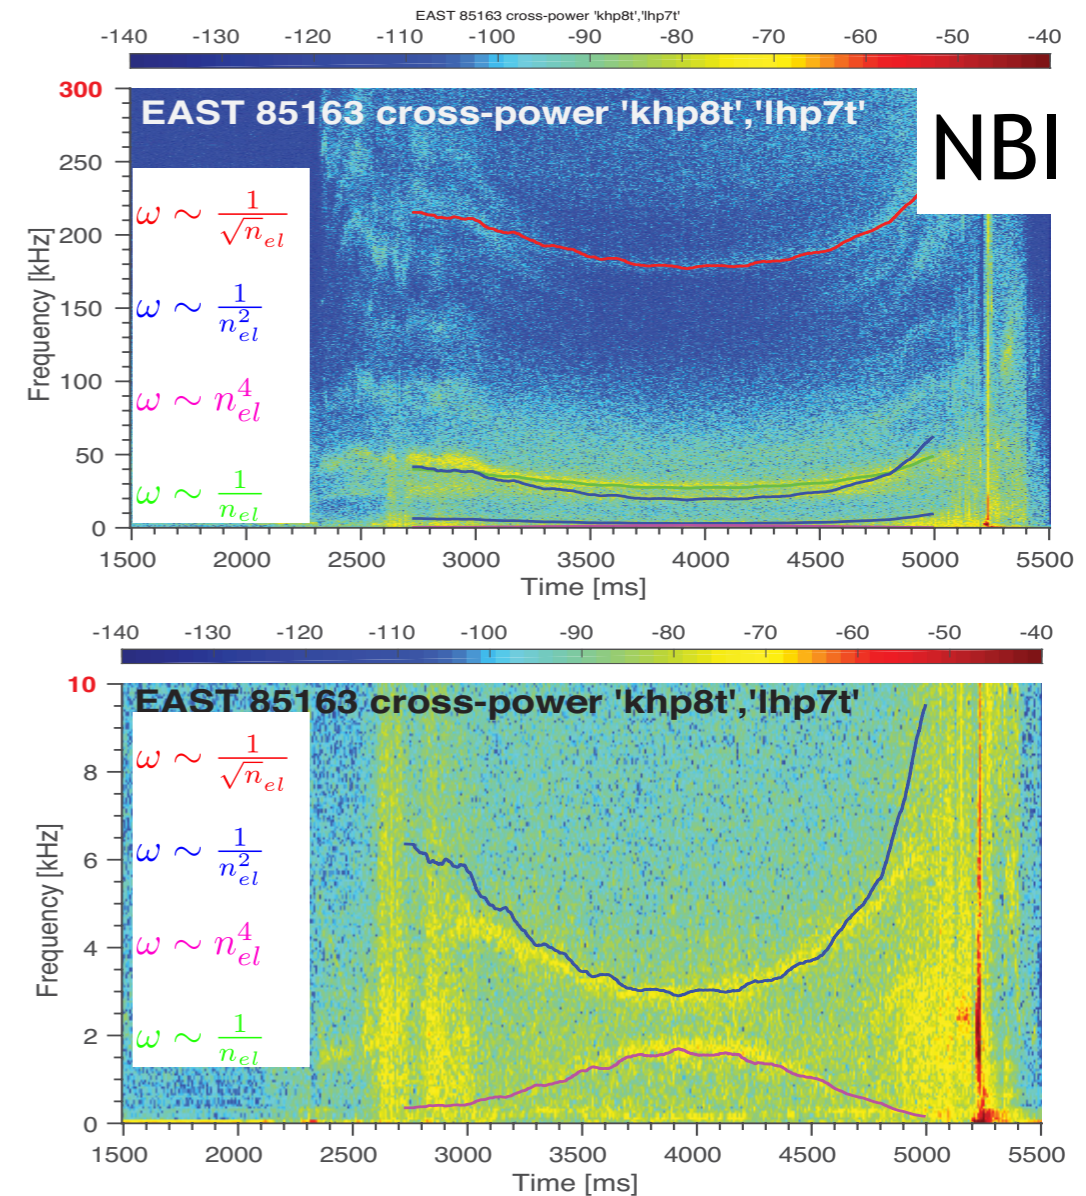 EAST 85163 cross-power 'khp8t','lhp7t'
-140 -130 -120 -110 -100 -90 -80 -70 -60 -50 -40
EAST 85163 cross-power 'khp8t','lhp7t'
NBI
Frequency [kHz]
300
250
200
150
100
50
0
ω ∼ 1/√n_el
ω ∼ 1/n_el^2
ω ∼ n_el^4
ω ∼ 1/n_el
1500 2000 2500 3000 3500 4000 4500 5000 5500
Time [ms]
-140 -130 -120 -110 -100 -90 -80 -70 -60 -50 -40
EAST 85163 cross-power 'khp8t','lhp7t'
Frequency [kHz]
10
8
6
4
2
0
ω ∼ 1/√n_el
ω ∼ 1/n_el^2
ω ∼ n_el^4
ω ∼ 1/n_el
1500 2000 2500 3000 3500 4000 4500 5000 5500
Time [ms]